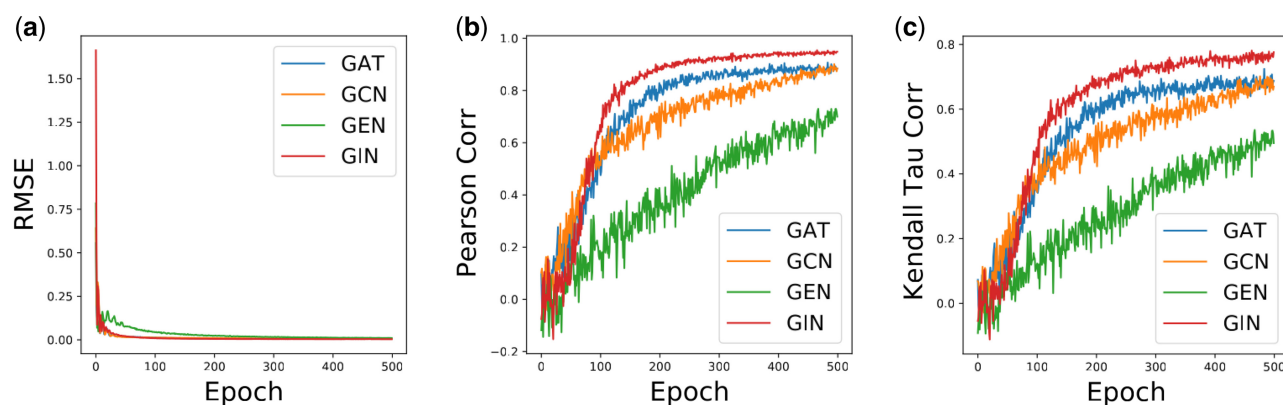 (a)
RMSE
1.50
1.25
1.00
0.75
0.50
0.25
0.00
GAT
GCN
GEN
GIN
0 100 200 300 400 500
Epoch
(b)
Pearson Corr
1.0
0.8
0.6
0.4
0.2
0.0
−0.2
GAT
GCN
GEN
GIN
0 100 200 300 400 500
Epoch
(c)
Kendall Tau Corr
0.8
0.6
0.4
0.2
0.0
GAT
GCN
GEN
GIN
0 100 200 300 400 500
Epoch